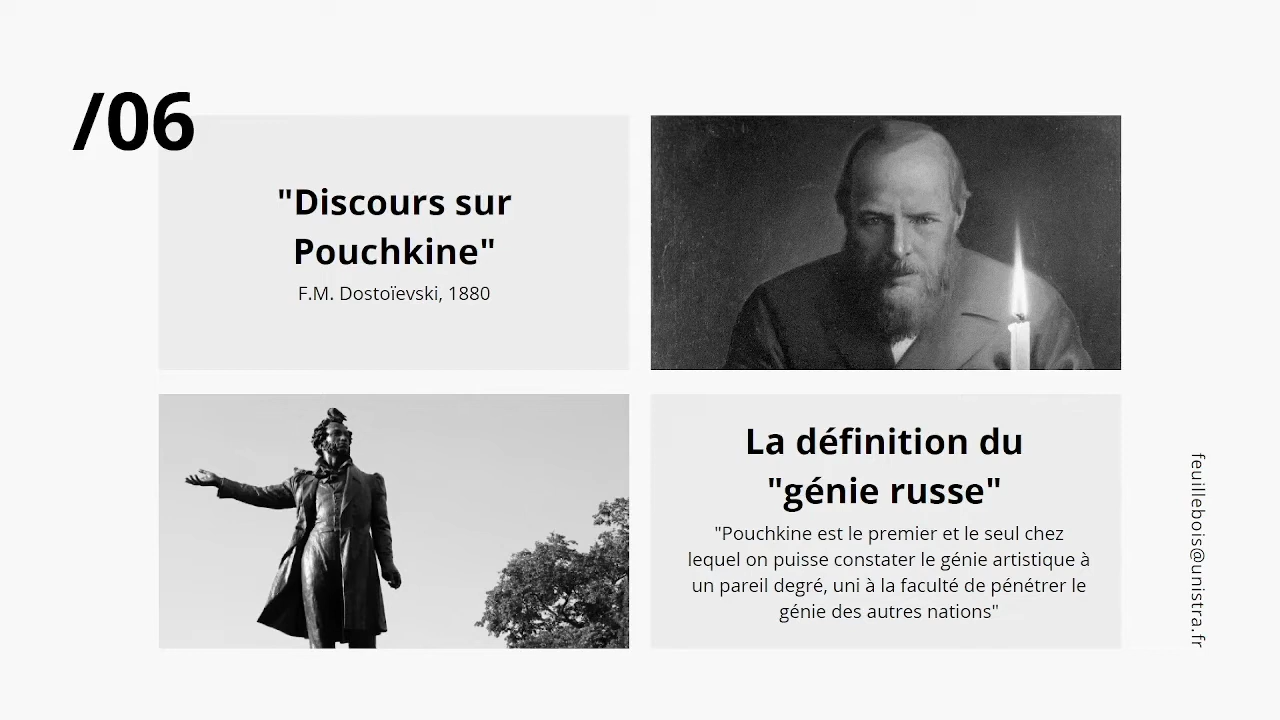 /06
"Discours sur
Pouchkine"
F.M. Dostoïevski, 1880
La définition du
"génie russe"
"Pouchkine est le premier et le seul chez
lequel on puisse constater le génie artistique à
un pareil degré, uni à la faculté de pénétrer le
génie des autres nations"
feuillebois@unistra.fr